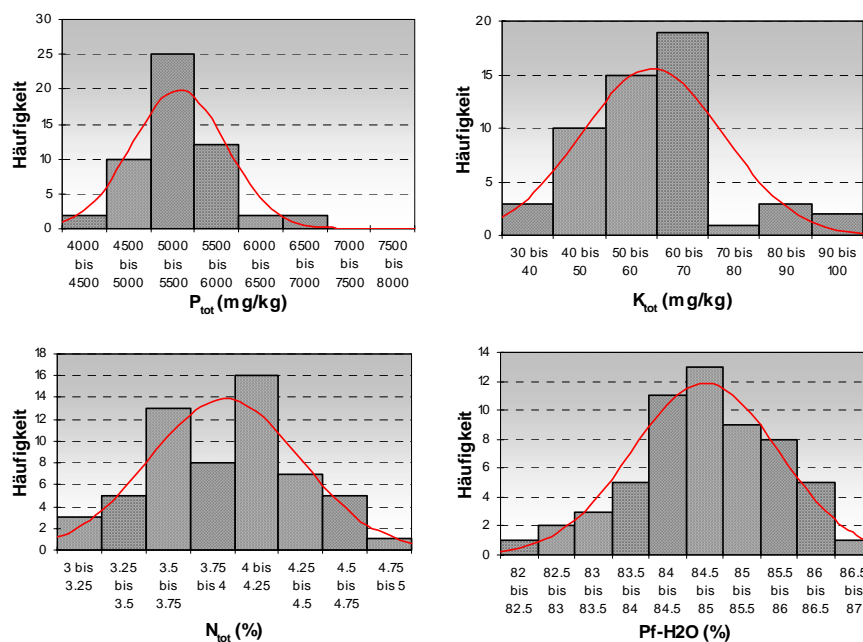 Häufigkeit
30
25
20
15
10
5
0
4000 4500 5000 5500 6000 6500 7000 7500
bis bis bis bis bis bis bis bis
4500 5000 5500 6000 6500 7000 7500 8000
Ptot (mg/kg)
Häufigkeit
20
15
10
5
0
30 bis 40 bis 50 bis 60 bis 70 bis 80 bis 90 bis
40 50 60 70 80 90 100
Ktot (mg/kg)
Häufigkeit
18
16
14
12
10
8
6
4
2
0
3 bis 3.25 3.5 3.75 4 bis 4.25 4.5 4.75
3.25 bis bis bis 4 4.25 bis bis bis 5
3.5 3.75 4.5 4.75
Ntot (%)
Häufigkeit
14
12
10
8
6
4
2
0
82 82.5 83 83.5 84 84.5 85 85.5 86 86.5
bis bis bis bis bis bis bis bis bis bis
82.5 83 83.5 84 84.5 85 85.5 86 86.5 87
Pf-H2O (%)